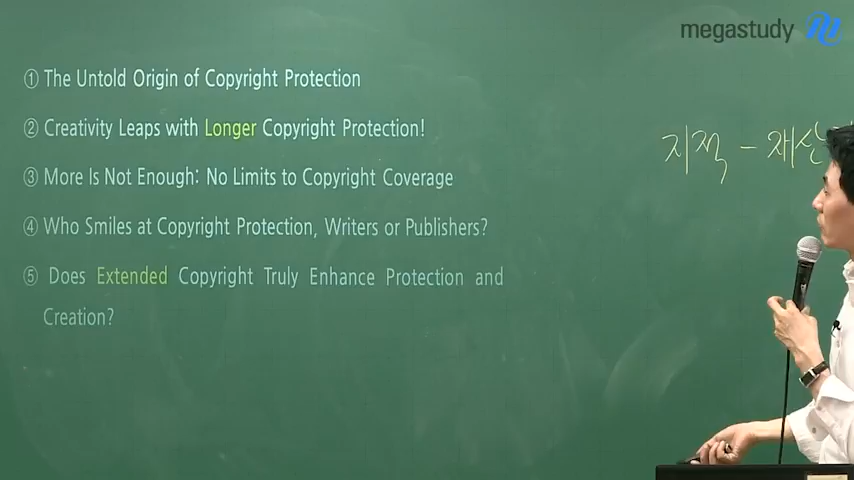 megastudy
① The Untold Origin of Copyright Protection
② Creativity Leaps with Longer Copyright Protection!
③ More Is Not Enough: No Limits to Copyright Coverage
④ Who Smiles at Copyright Protection, Writers or Publishers?
⑤ Does Extended Copyright Truly Enhance Protection and
Creation?
지적 - 재산